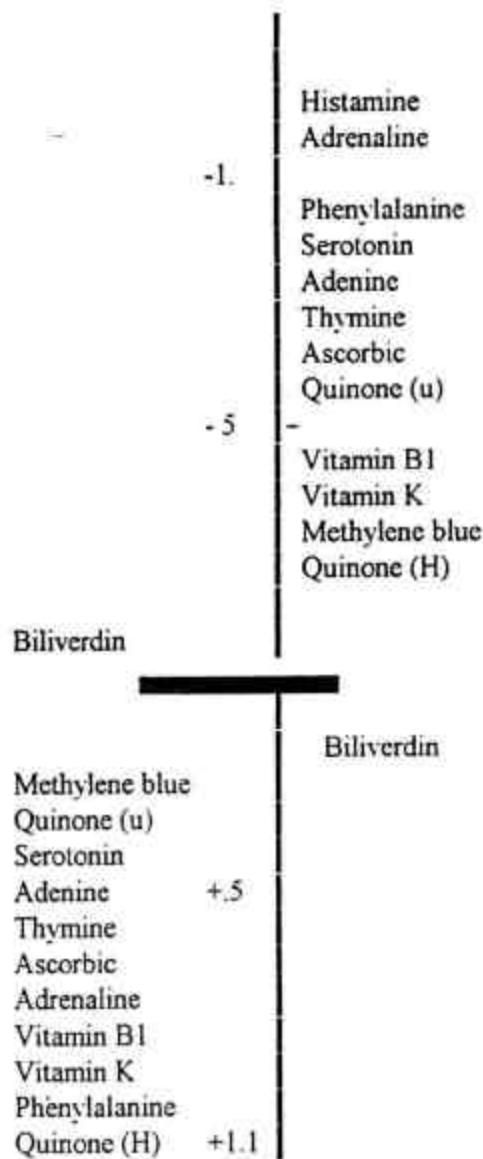 Histamine
Adrenaline
-1.
Phenylalanine
Serotonin
Adenine
Thymine
Ascorbic
Quinone (u)
- 5 –
Vitamin B1
Vitamin K
Methylene blue
Quinone (H)
Biliverdin
Biliverdin
Methylene blue
Quinone (u)
Serotonin
Adenine +.5
Thymine
Ascorbic
Adrenaline
Vitamin B1
Vitamin K
Phenylalanine
Quinone (H) +1.1